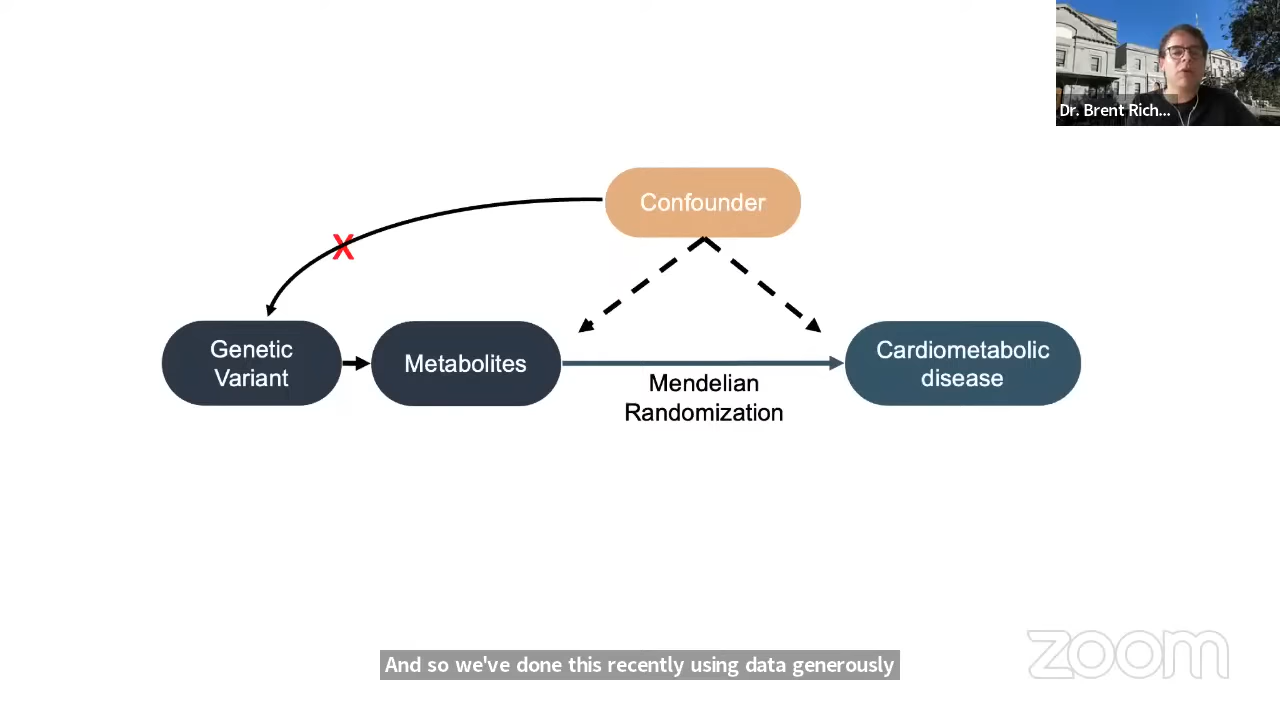 Dr. Brent Rich...
Confounder
X
Genetic
Variant
Metabolites
Cardiometabolic
disease
Mendelian
Randomization
And so we've done this recently using data generously
zoom